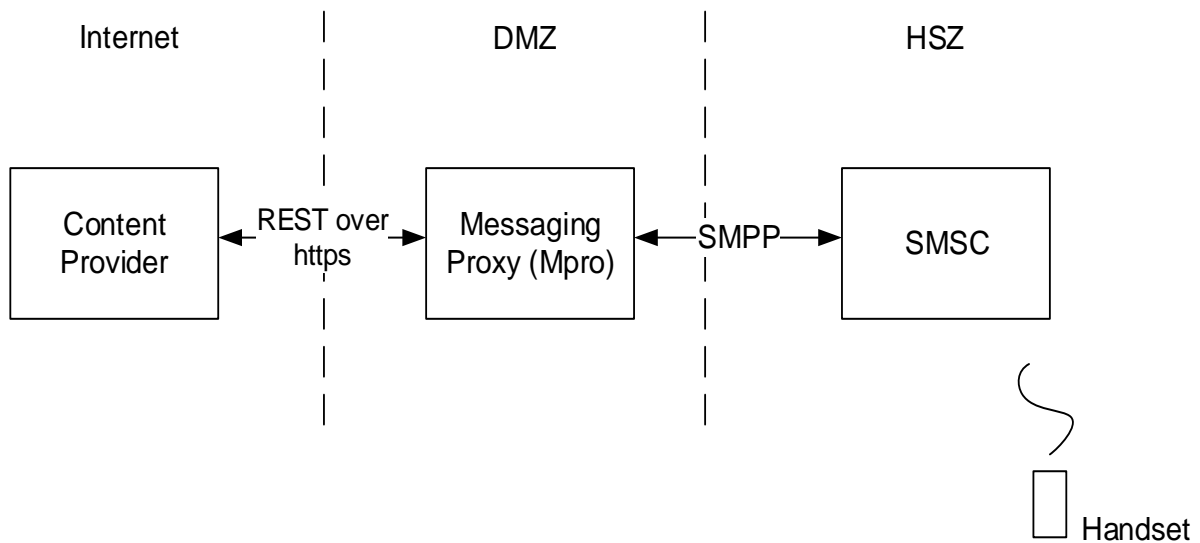 Internet
DMZ
HSZ
Content
Provider
REST over
https
Messaging
Proxy (Mpro)
SMPP
SMSC
Handset